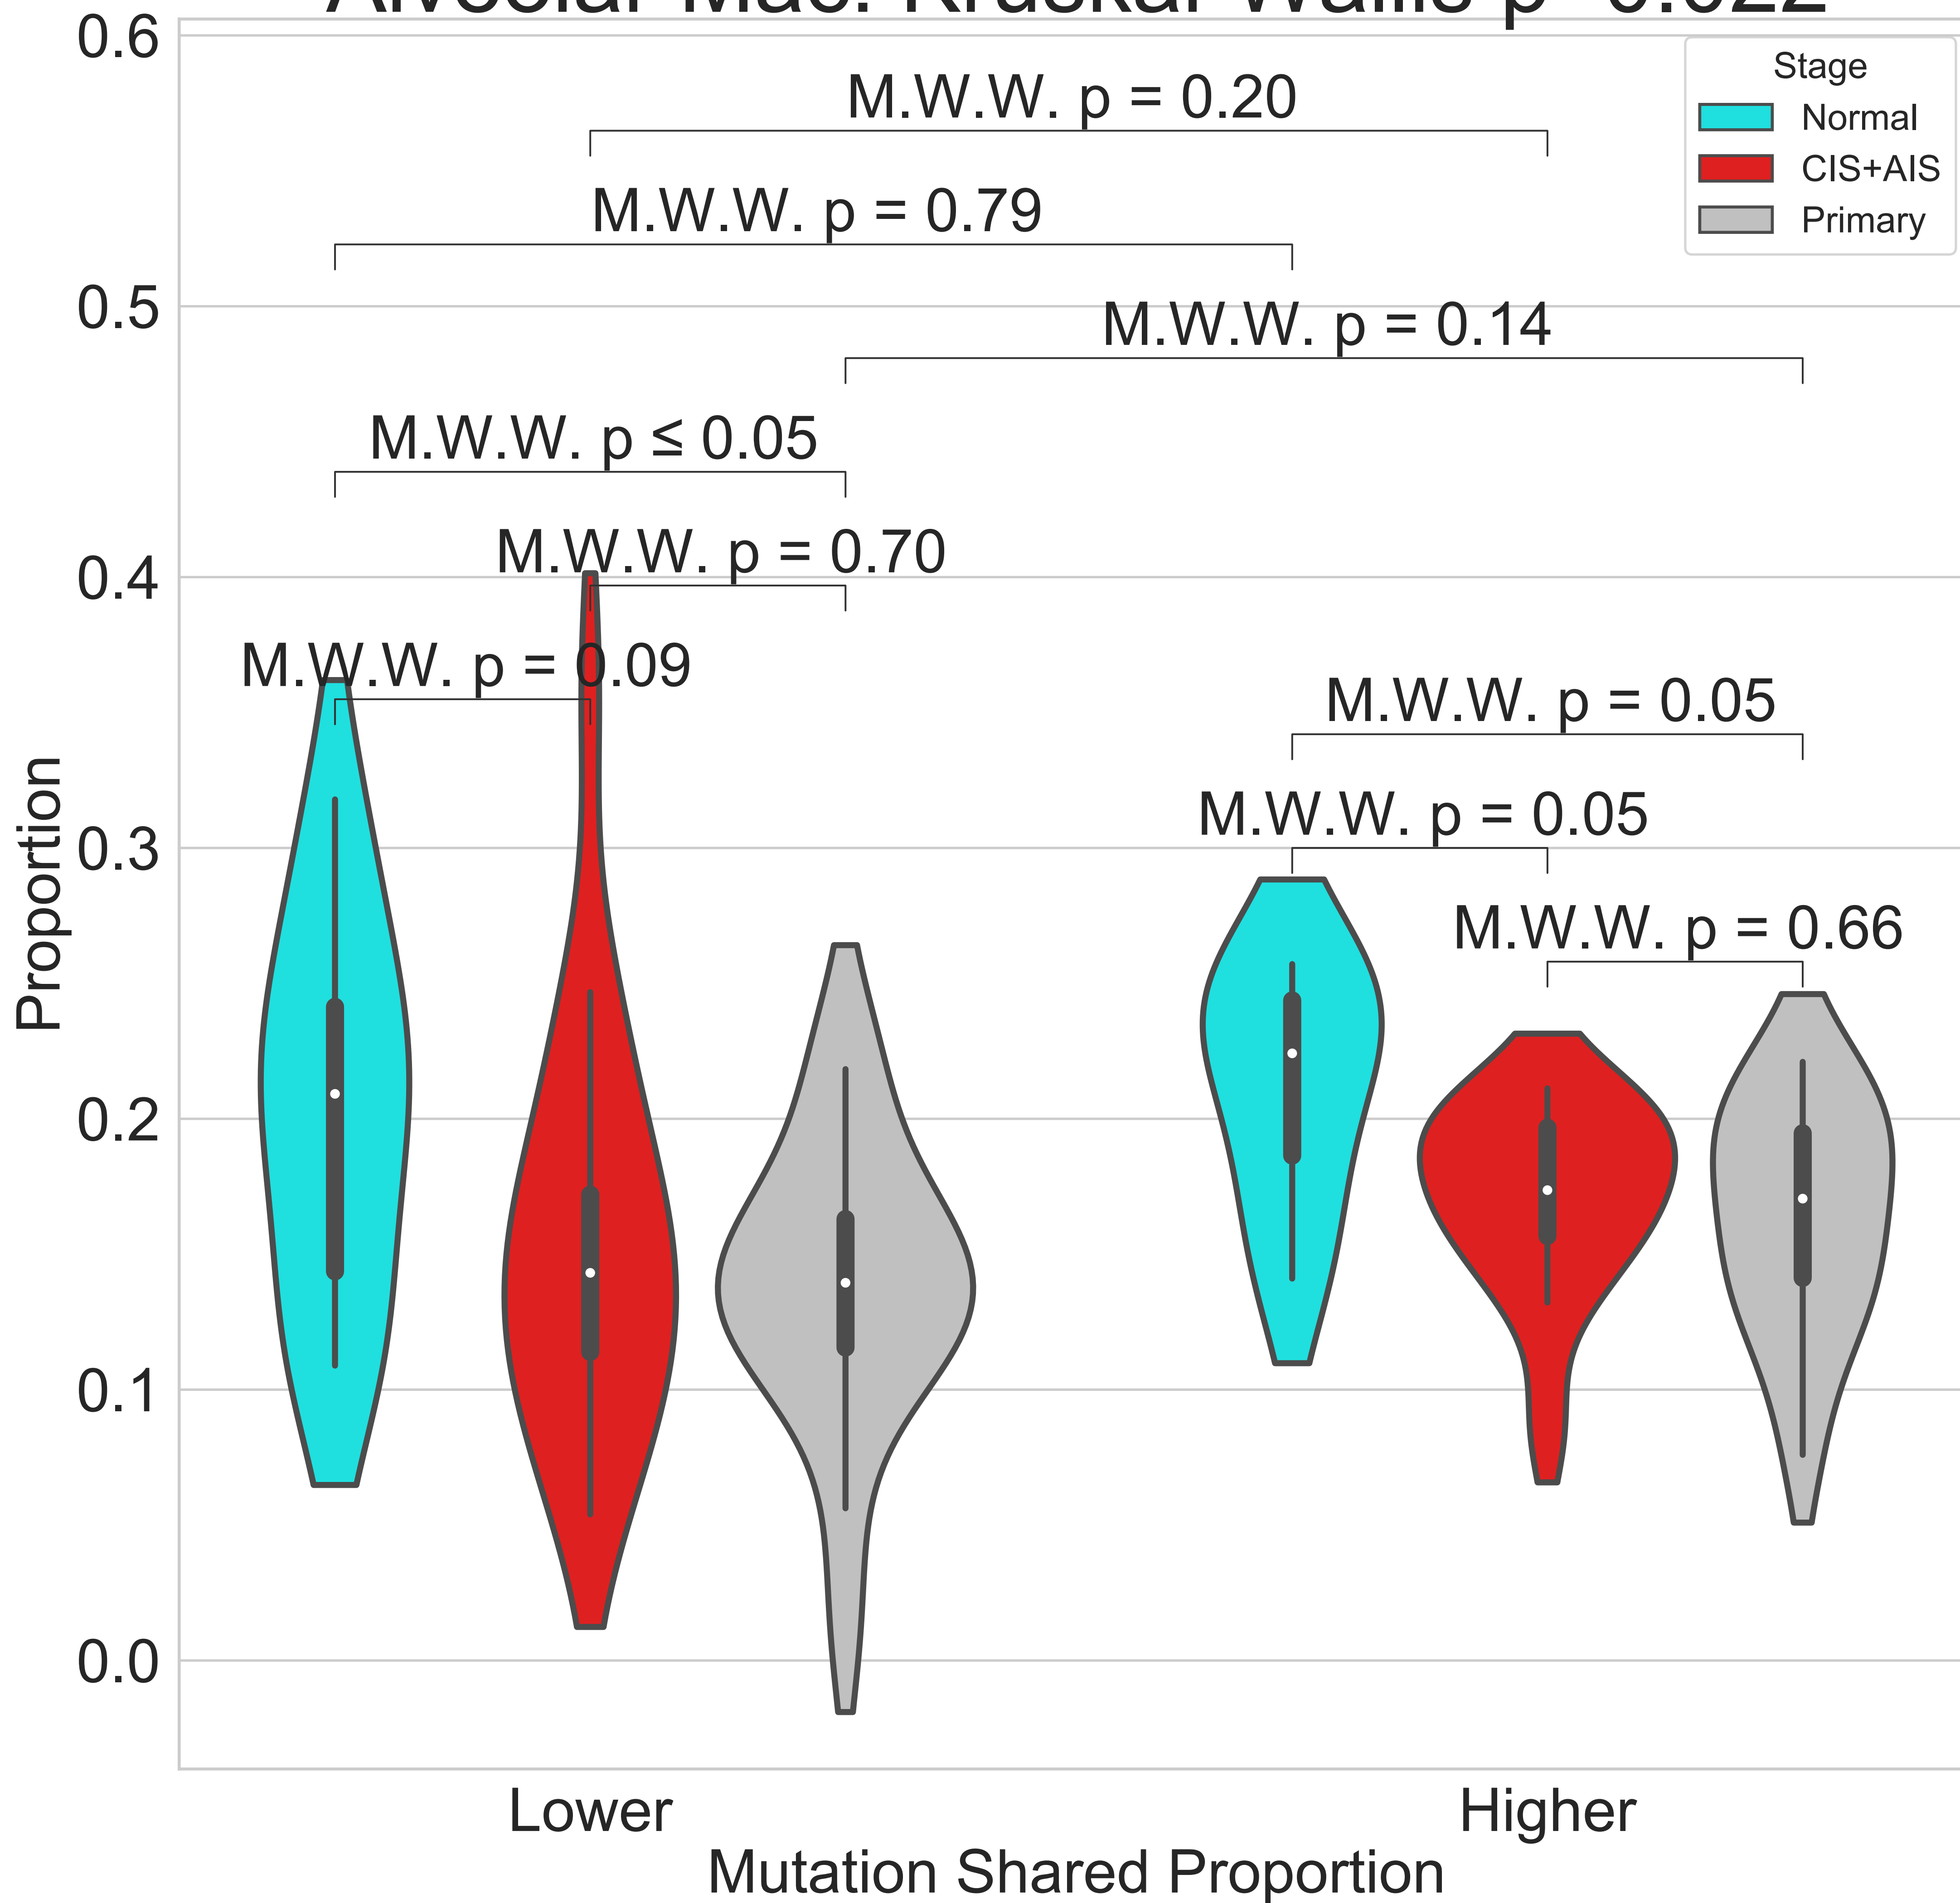 0.6
M.W.W. p = 0.20
Stage
Normal
CIS+AIS
Primary
M.W.W. p = 0.79
0.5
M.W.W. p = 0.14
M.W.W. p ≤ 0.05
M.W.W. p = 0.70
0.4
M.W.W. p = 0.09
M.W.W. p = 0.05
M.W.W. p = 0.05
0.3
M.W.W. p = 0.66
Proportion
0.2
0.1
0.0
Lower
Higher
Mutation Shared Proportion